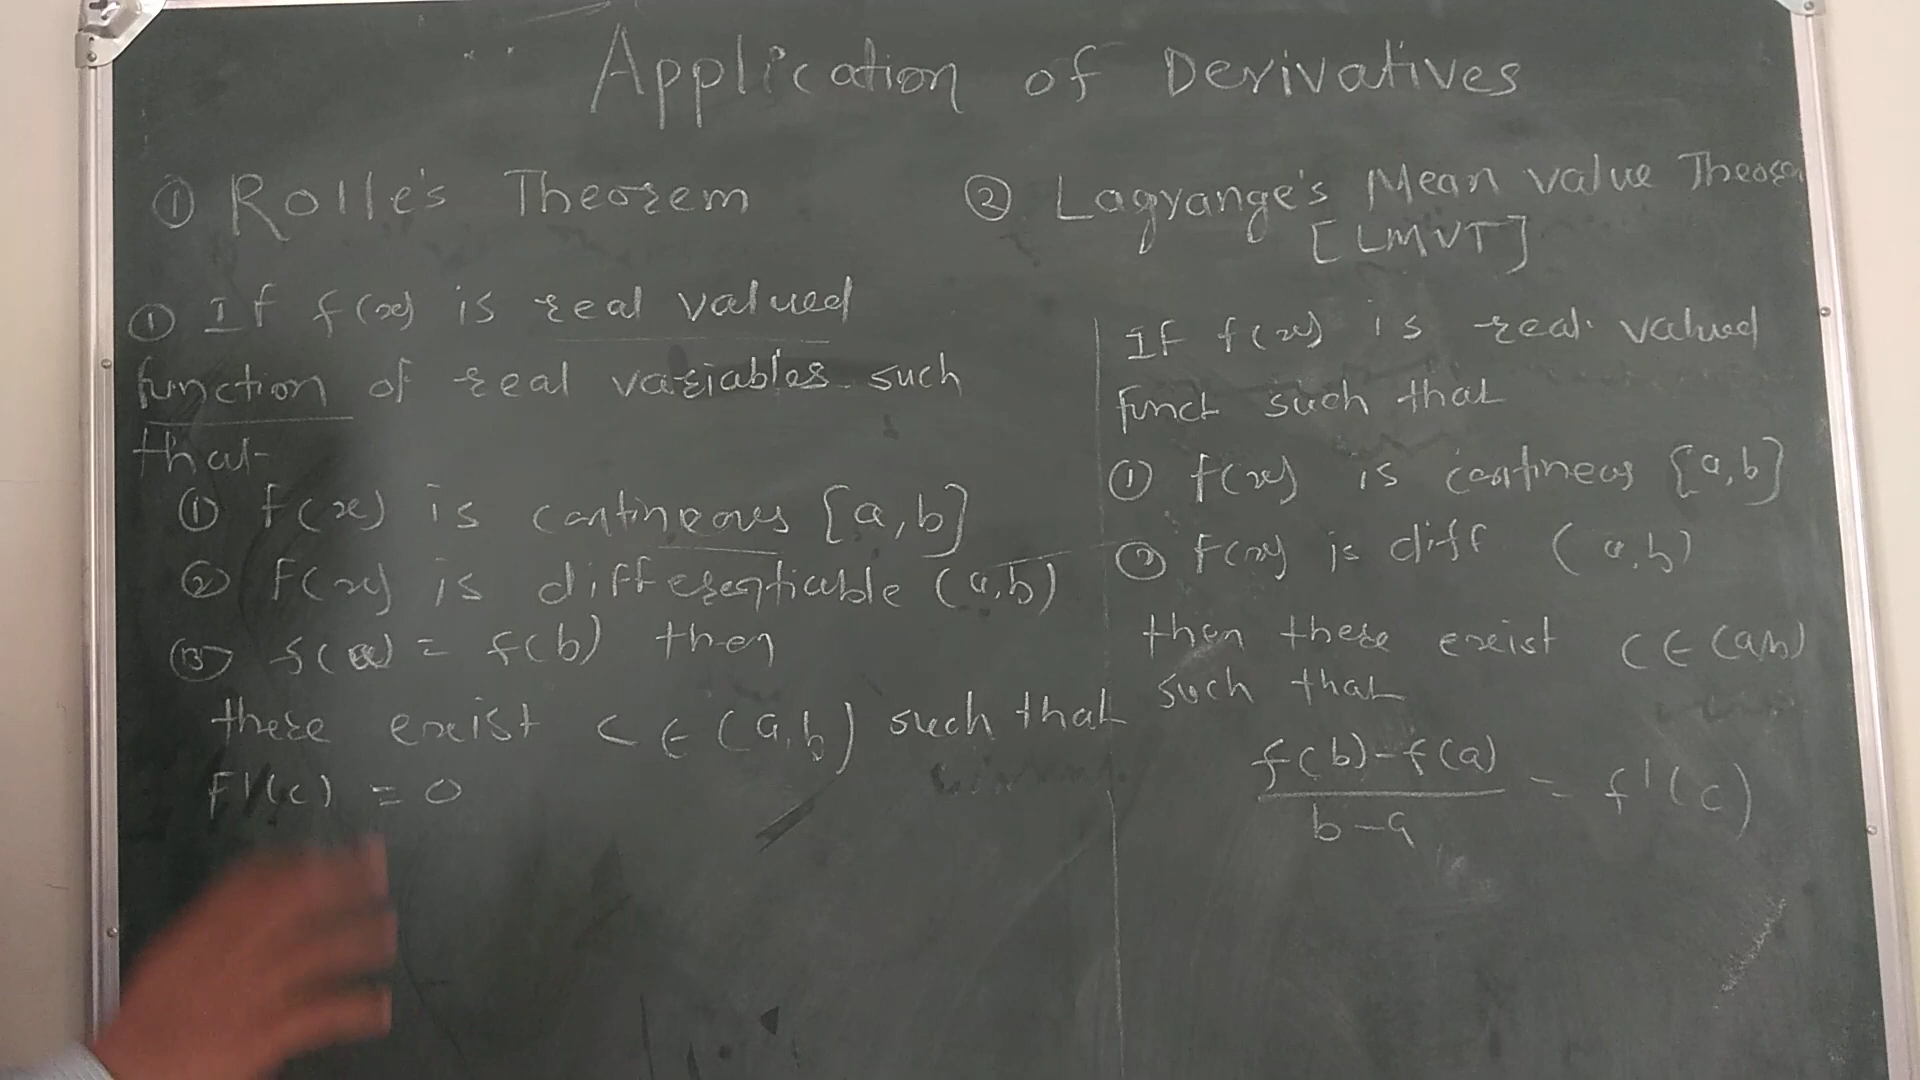 Application of Derivatives
① Rolle's Theorem
① If f(x) is real valued
function of real variables such
that
① f(x) is contineous [a,b]
② F(x) is differentiable (a,b)
③ f(a) = f(b) then
there exist c ∈ (a,b) such that
F'(c) = 0
② Lagrange's Mean value Theorem
[LMVT]
If f(x) is real valued
funct such that
① f(x) is contineos [a,b]
② F(x) is diff (a,b)
then there exist c ∈ (a,b)
such that
f(b)-f(a)
b-a
= f'(c)